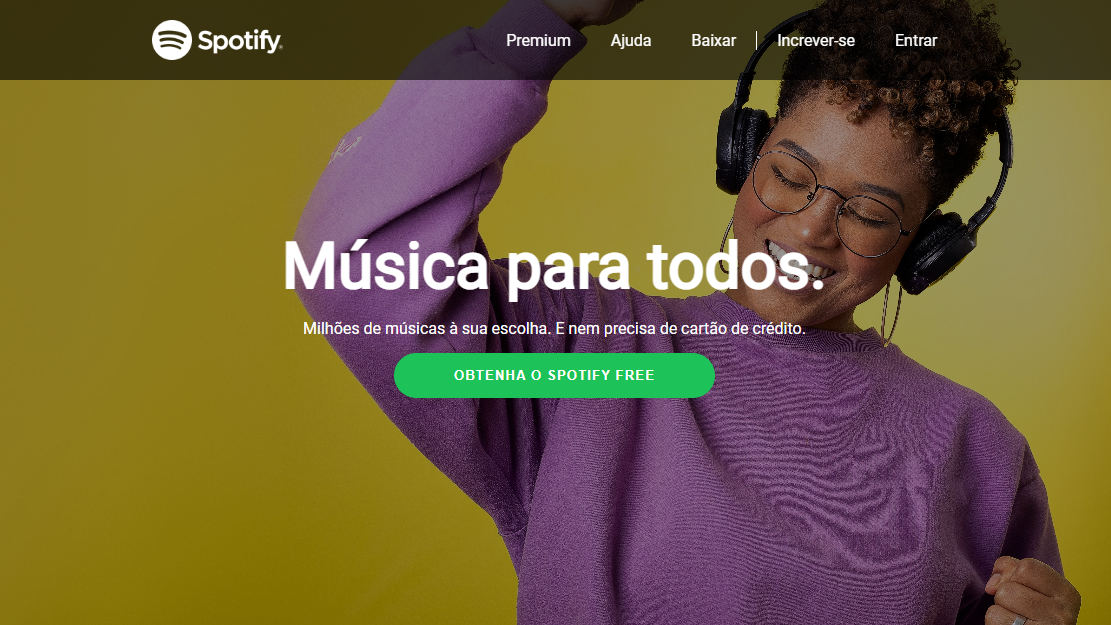 Spotify®
Premium Ajuda Baixar Increver-se Entrar
Música para todos.
Milhões de músicas à sua escolha. E nem precisa de cartão de crédito.
OBTENHA O SPOTIFY FREE